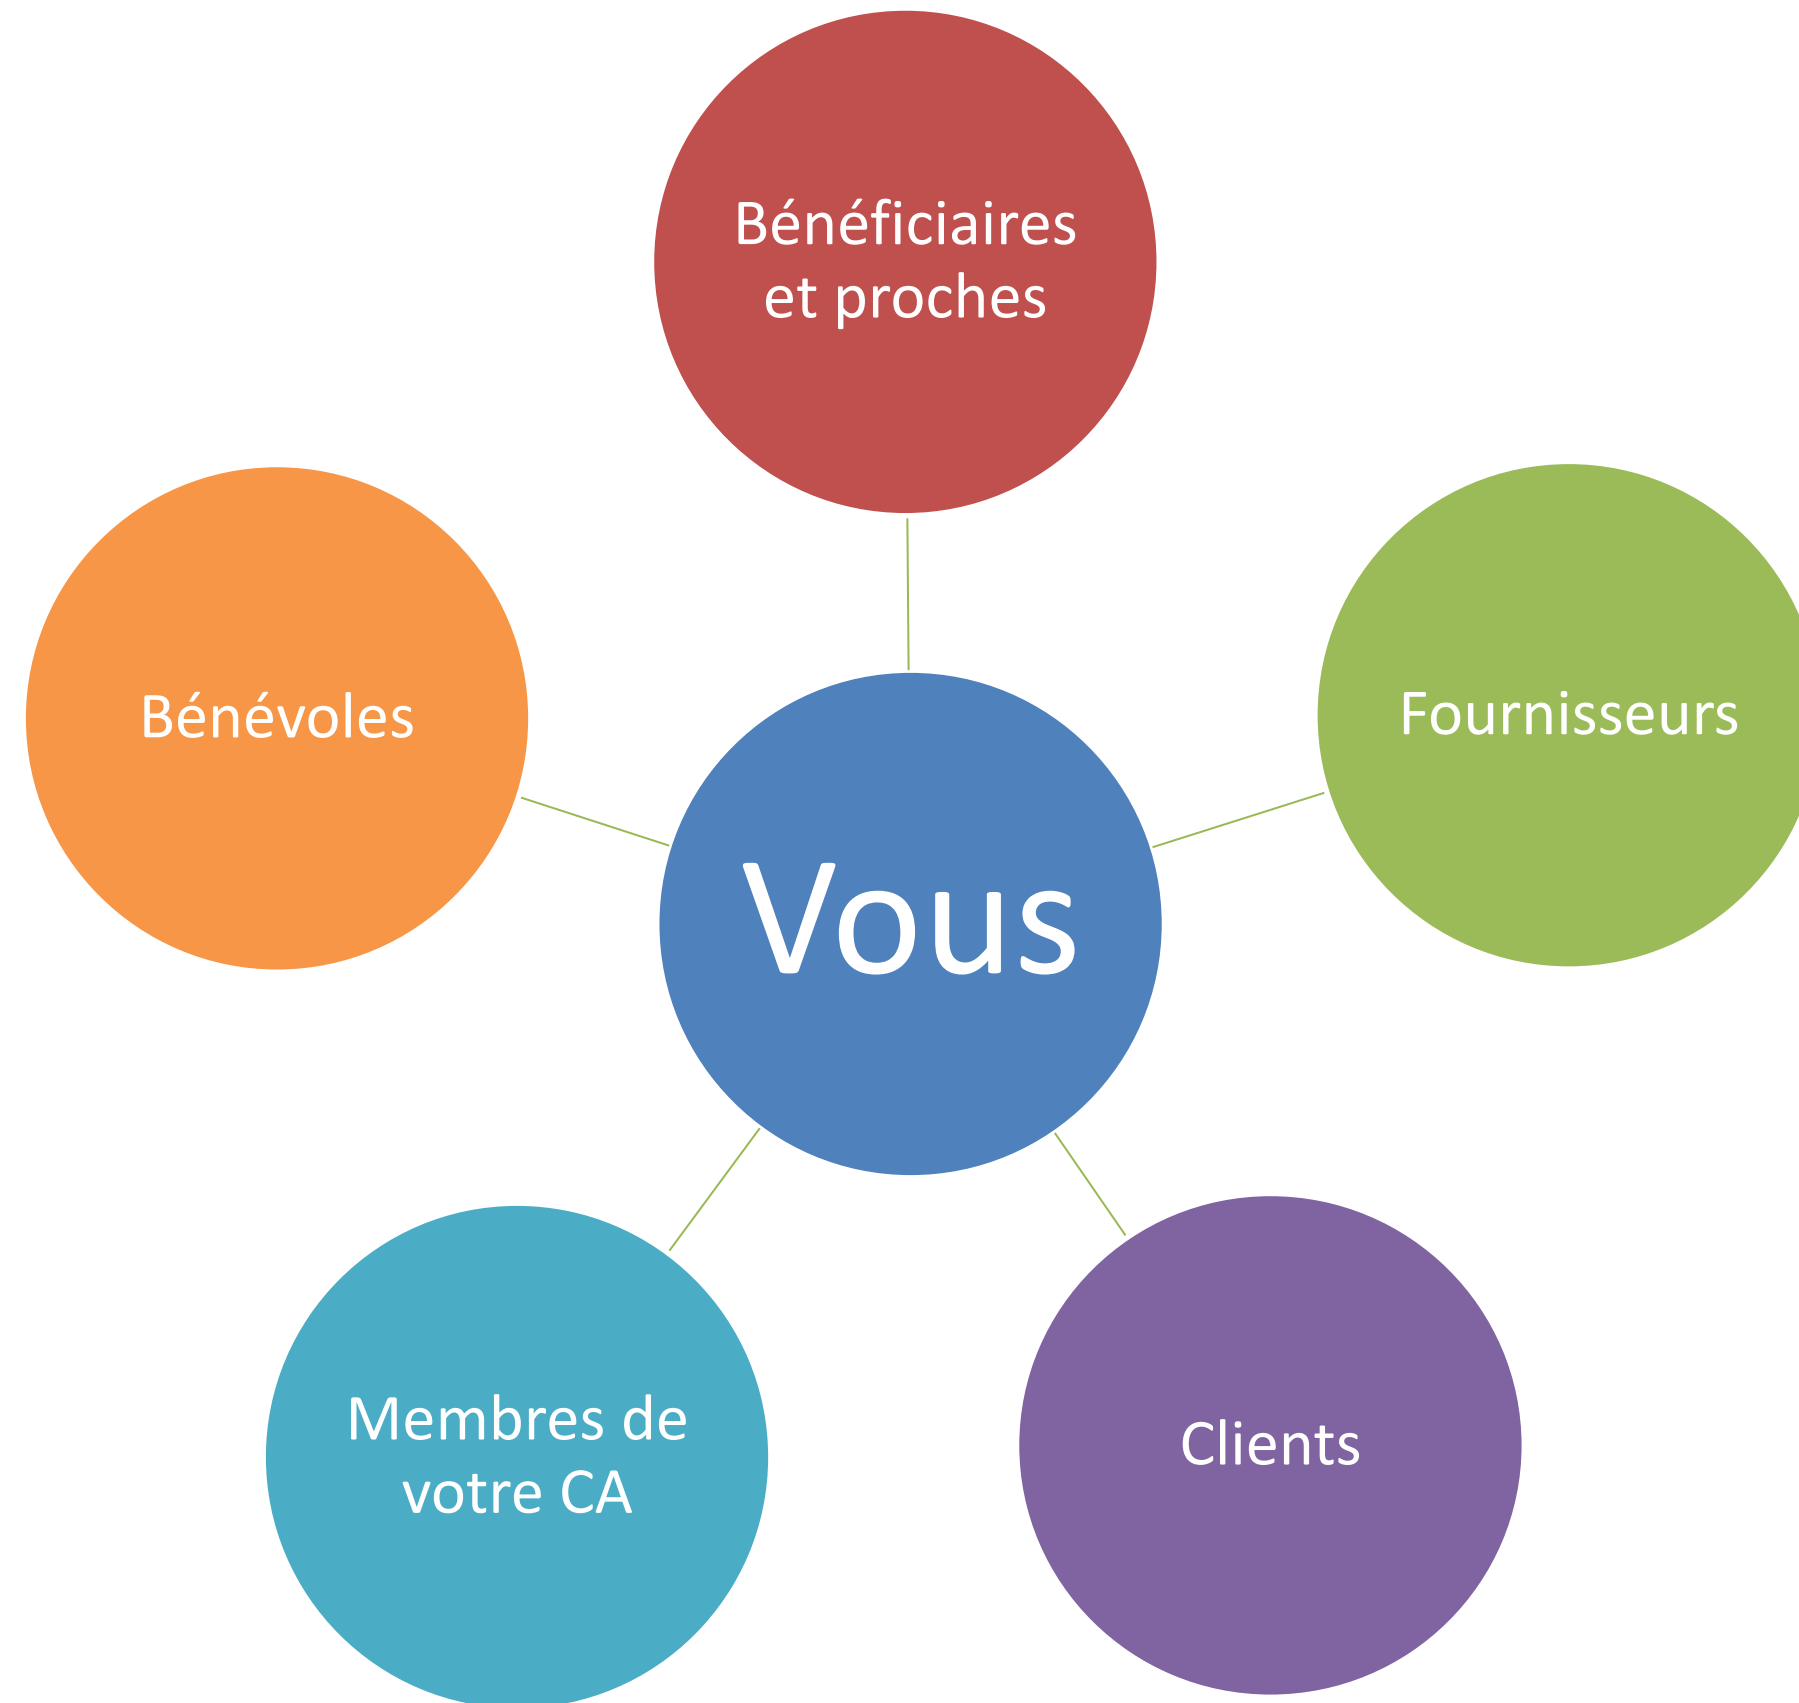 Bénéficiaires
et proches
Bénévoles
Fournisseurs
Vous
Membres de
votre CA
Clients